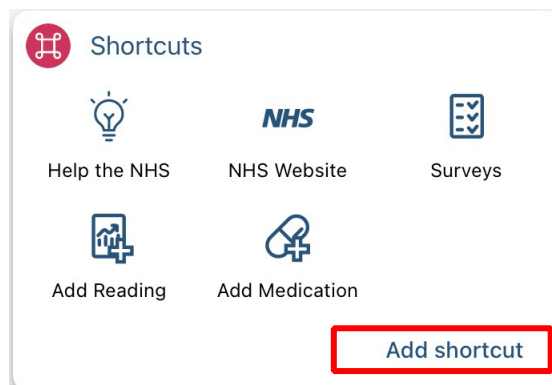 Shortcuts
NHS
Help the NHS NHS Website Surveys
Add Reading Add Medication
Add shortcut